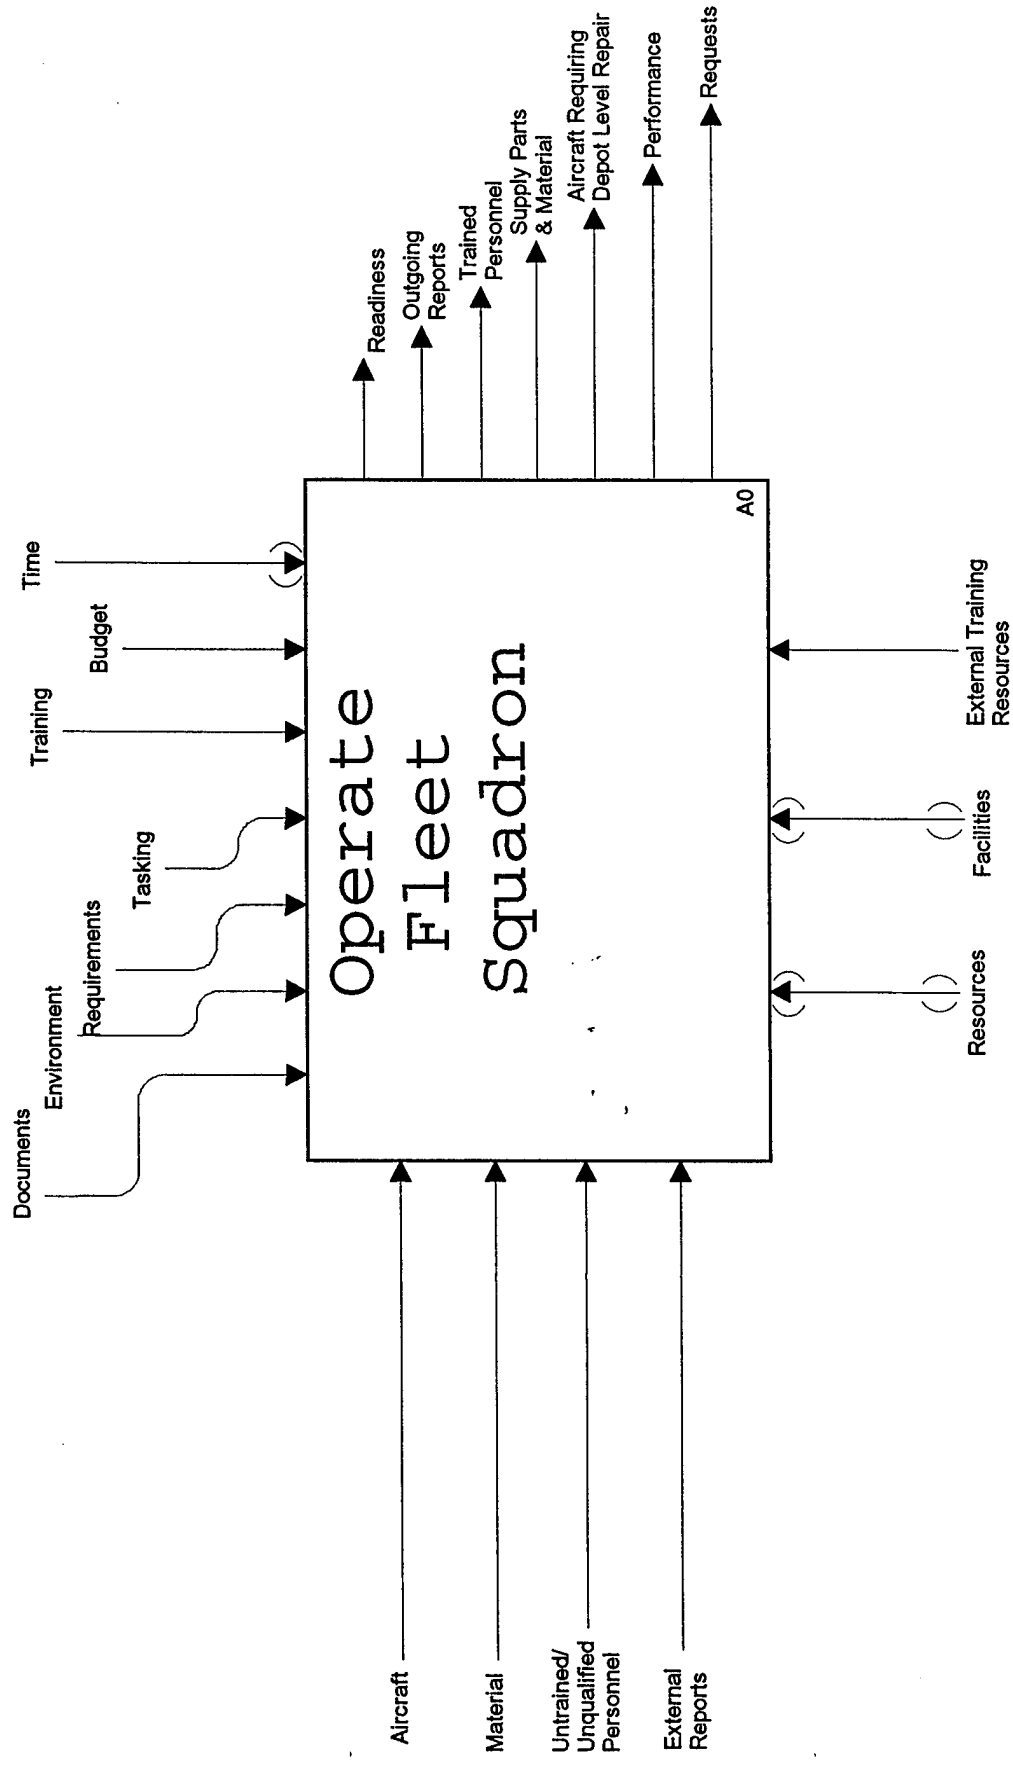 Documents
Environment
Requirements
Tasking
Training
Budget
Time
Aircraft
Material
Untrained/
Unqualified
Personnel
External
Reports
Operate
Fleet
Squadron
A0
Readiness
Outgoing
Reports
Trained
Personnel
Supply Parts
& Material
Aircraft Requiring
Depot Level Repair
Performance
Requests
Resources
Facilities
External Training
Resources